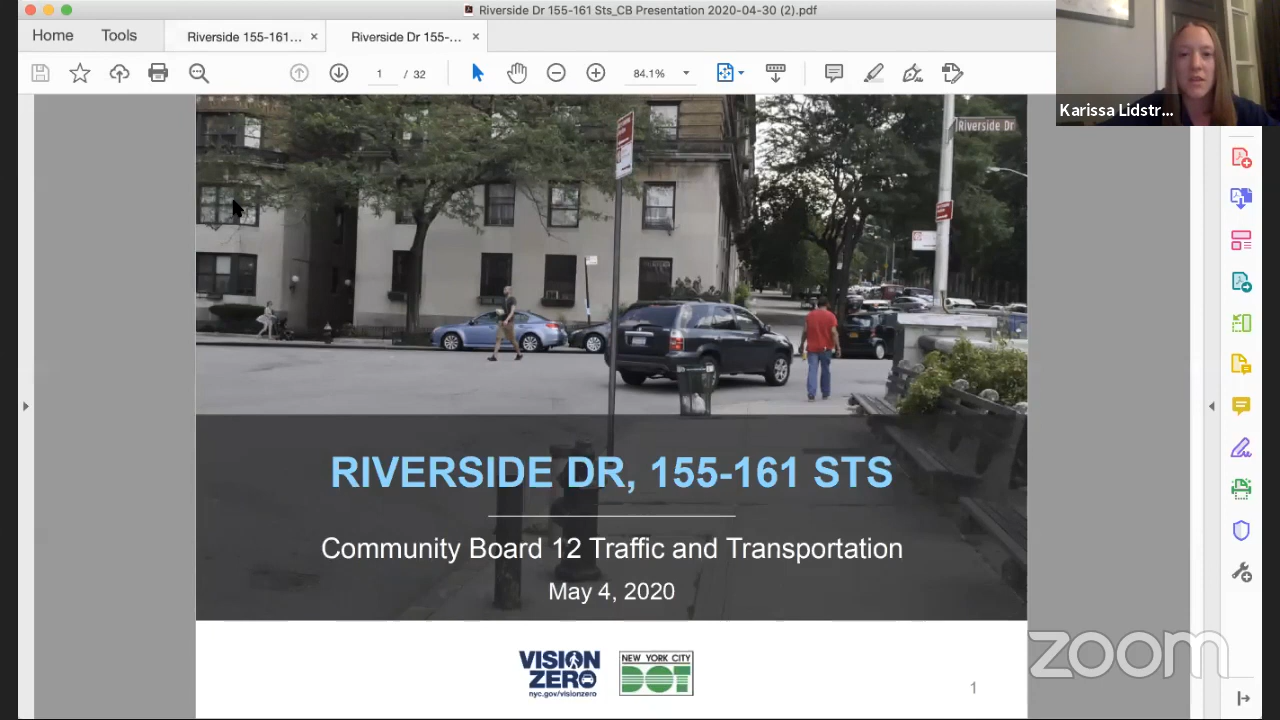 Riverside Dr 155-161 Sts_CB Presentation 2020-04-30 (2).pdf
Home
Tools
Riverside 155-161...
Riverside Dr 155-...
1 / 32
84.1%
Karissa Lidstr...
Riverside Dr
RIVERSIDE DR, 155-161 STS
Community Board 12 Traffic and Transportation
May 4, 2020
VISION
ZERO
nyc.gov/visionzero
NEW YORK CITY
DOT
1
zoom